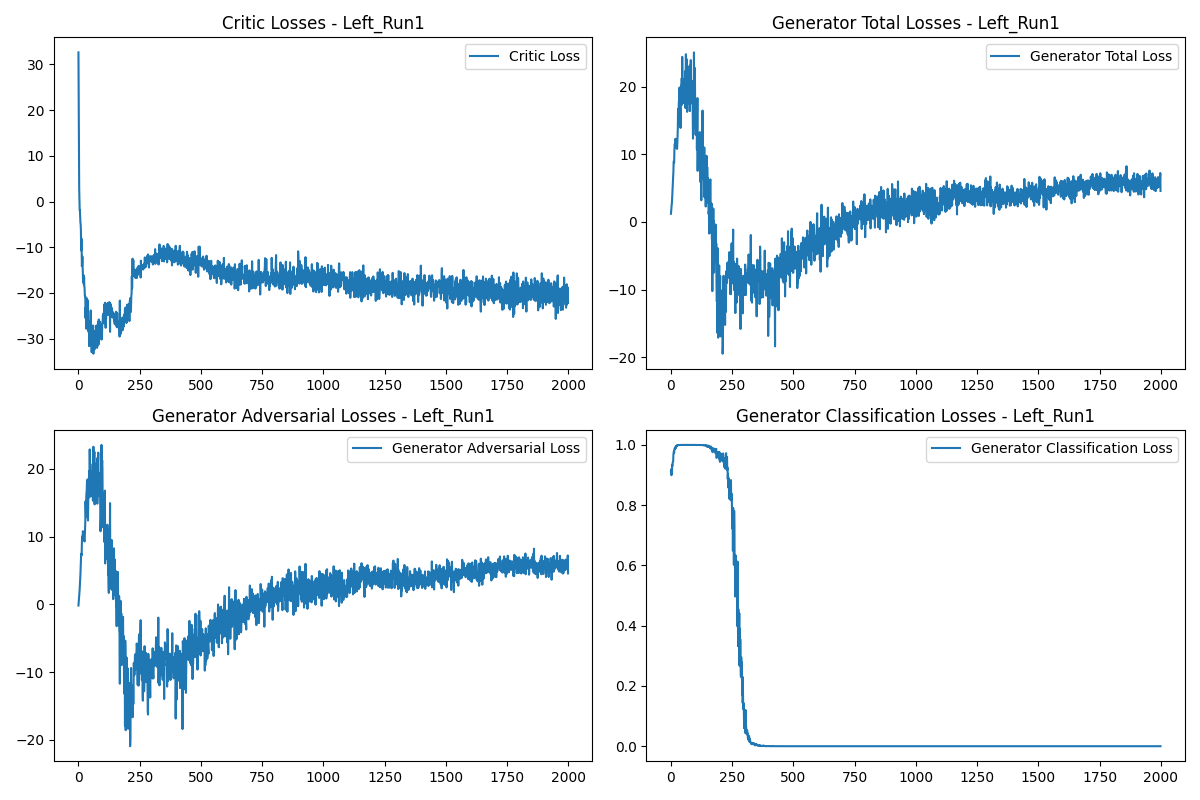 Critic Losses - Left_Run1
Critic Loss
30
20
10
0
−10
−20
−30
0 250 500 750 1000 1250 1500 1750 2000
Generator Total Losses - Left_Run1
Generator Total Loss
20
10
0
−10
−20
0 250 500 750 1000 1250 1500 1750 2000
Generator Adversarial Losses - Left_Run1
Generator Adversarial Loss
20
10
0
−10
−20
0 250 500 750 1000 1250 1500 1750 2000
Generator Classification Losses - Left_Run1
Generator Classification Loss
1.0
0.8
0.6
0.4
0.2
0.0
0 250 500 750 1000 1250 1500 1750 2000